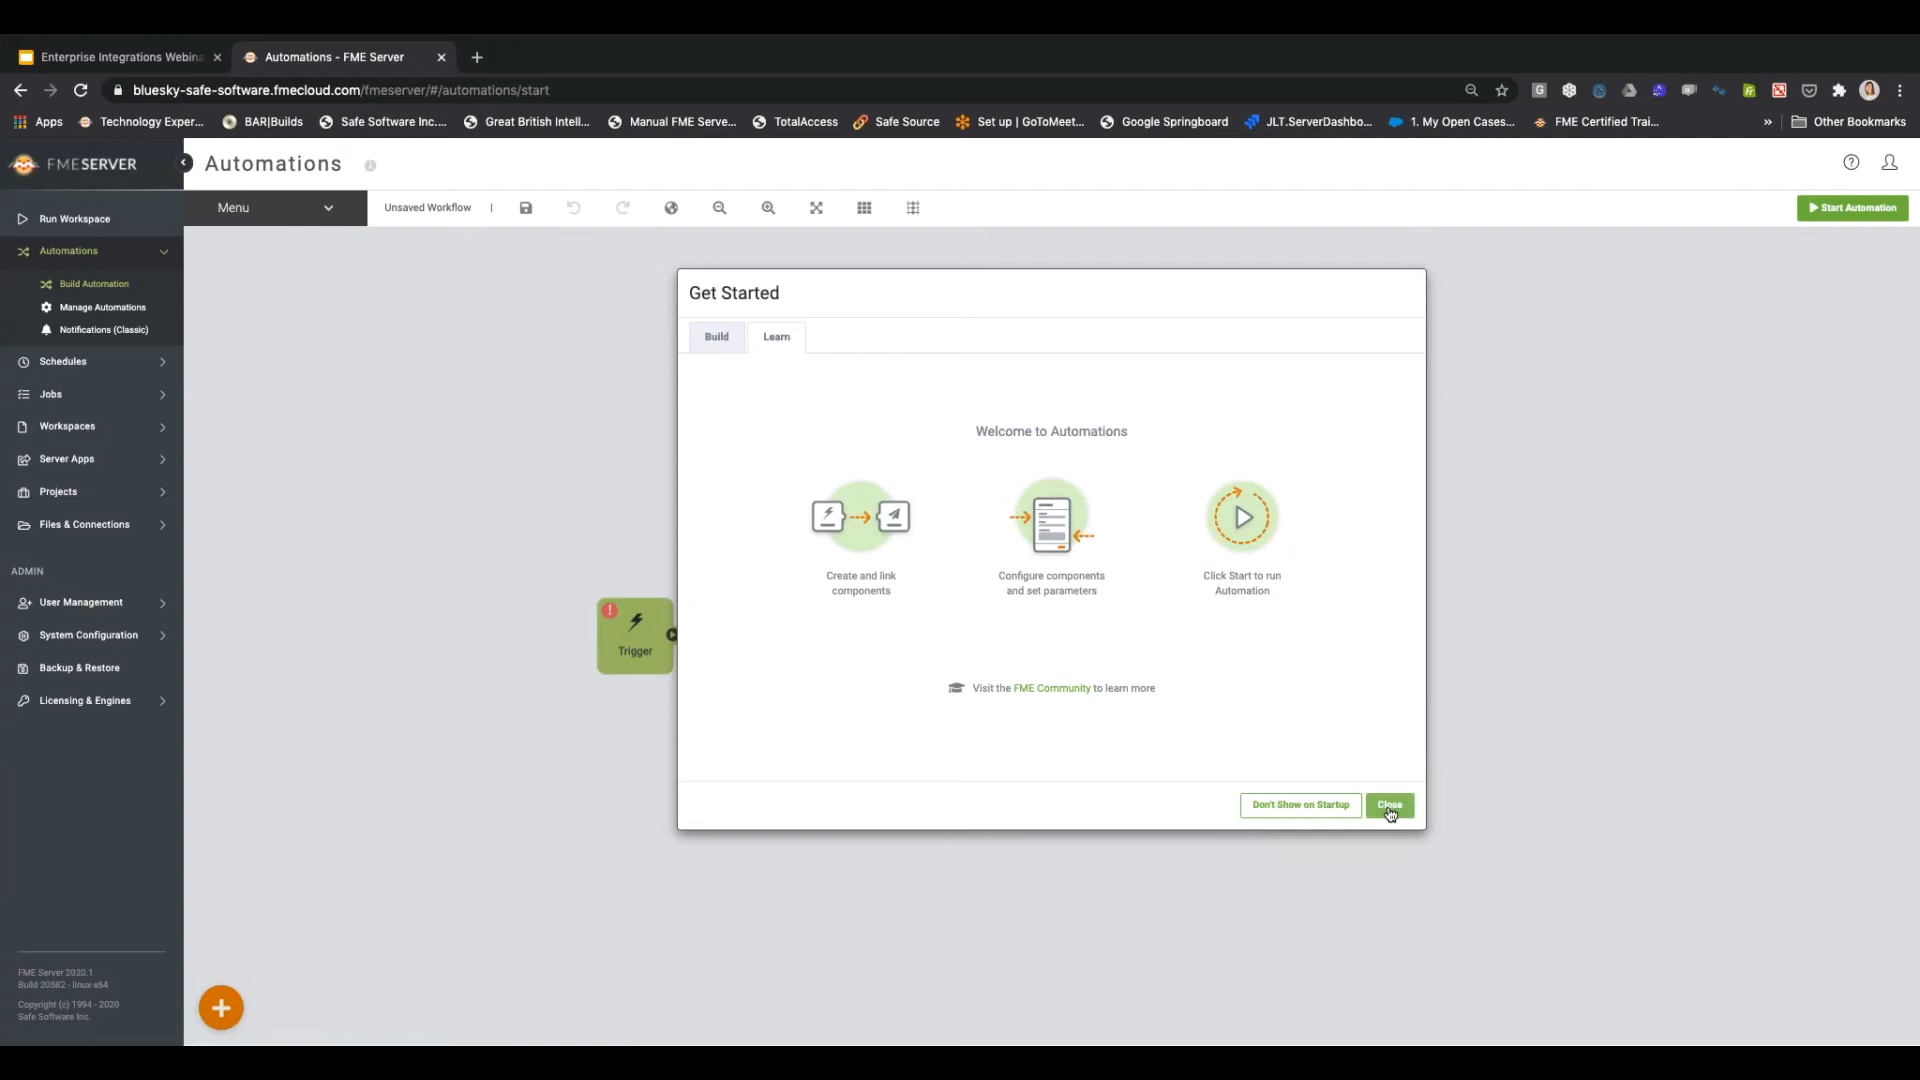 Enterprise Integrations Webina
Automations - FME Server
bluesky-safe-software.fmecloud.com/fmeserver/#/automations/start
Apps
Technology Exper...
BAR|Builds
Safe Software Inc....
Great British Intell...
Manual FME Serve...
TotalAccess
Safe Source
Set up | GoToMeet...
Google Springboard
JLT.ServerDashbo...
1. My Open Cases...
FME Certified Trai...
»
Other Bookmarks
FMESERVER
Automations
Menu
Unsaved Workflow
Start Automation
Run Workspace
Automations
Build Automation
Manage Automations
Notifications (Classic)
Schedules
Jobs
Workspaces
Server Apps
Projects
Files & Connections
ADMIN
User Management
System Configuration
Backup & Restore
Licensing & Engines
FME Server 2020.1
Build 20582 - linux-x64
Copyright (c) 1994 - 2020
Safe Software Inc.
Trigger
Get Started
Build
Learn
Welcome to Automations
Create and link
components
Configure components
and set parameters
Click Start to run
Automation
Visit the FME Community to learn more
Don't Show on Startup
Close